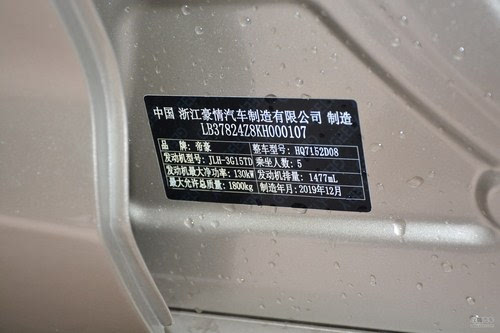 中国 浙江豪情汽车制造有限公司 制造
LB37824Z8KH000107
品 牌：帝豪 整车型号：HQ7152D08
发动机型号：JLH-3G15TD 乘坐人数：5
发动机最大净功率：130kW 发动机排量：1477mL
最大允许总质量：1800kg 制造年月：2019年12月